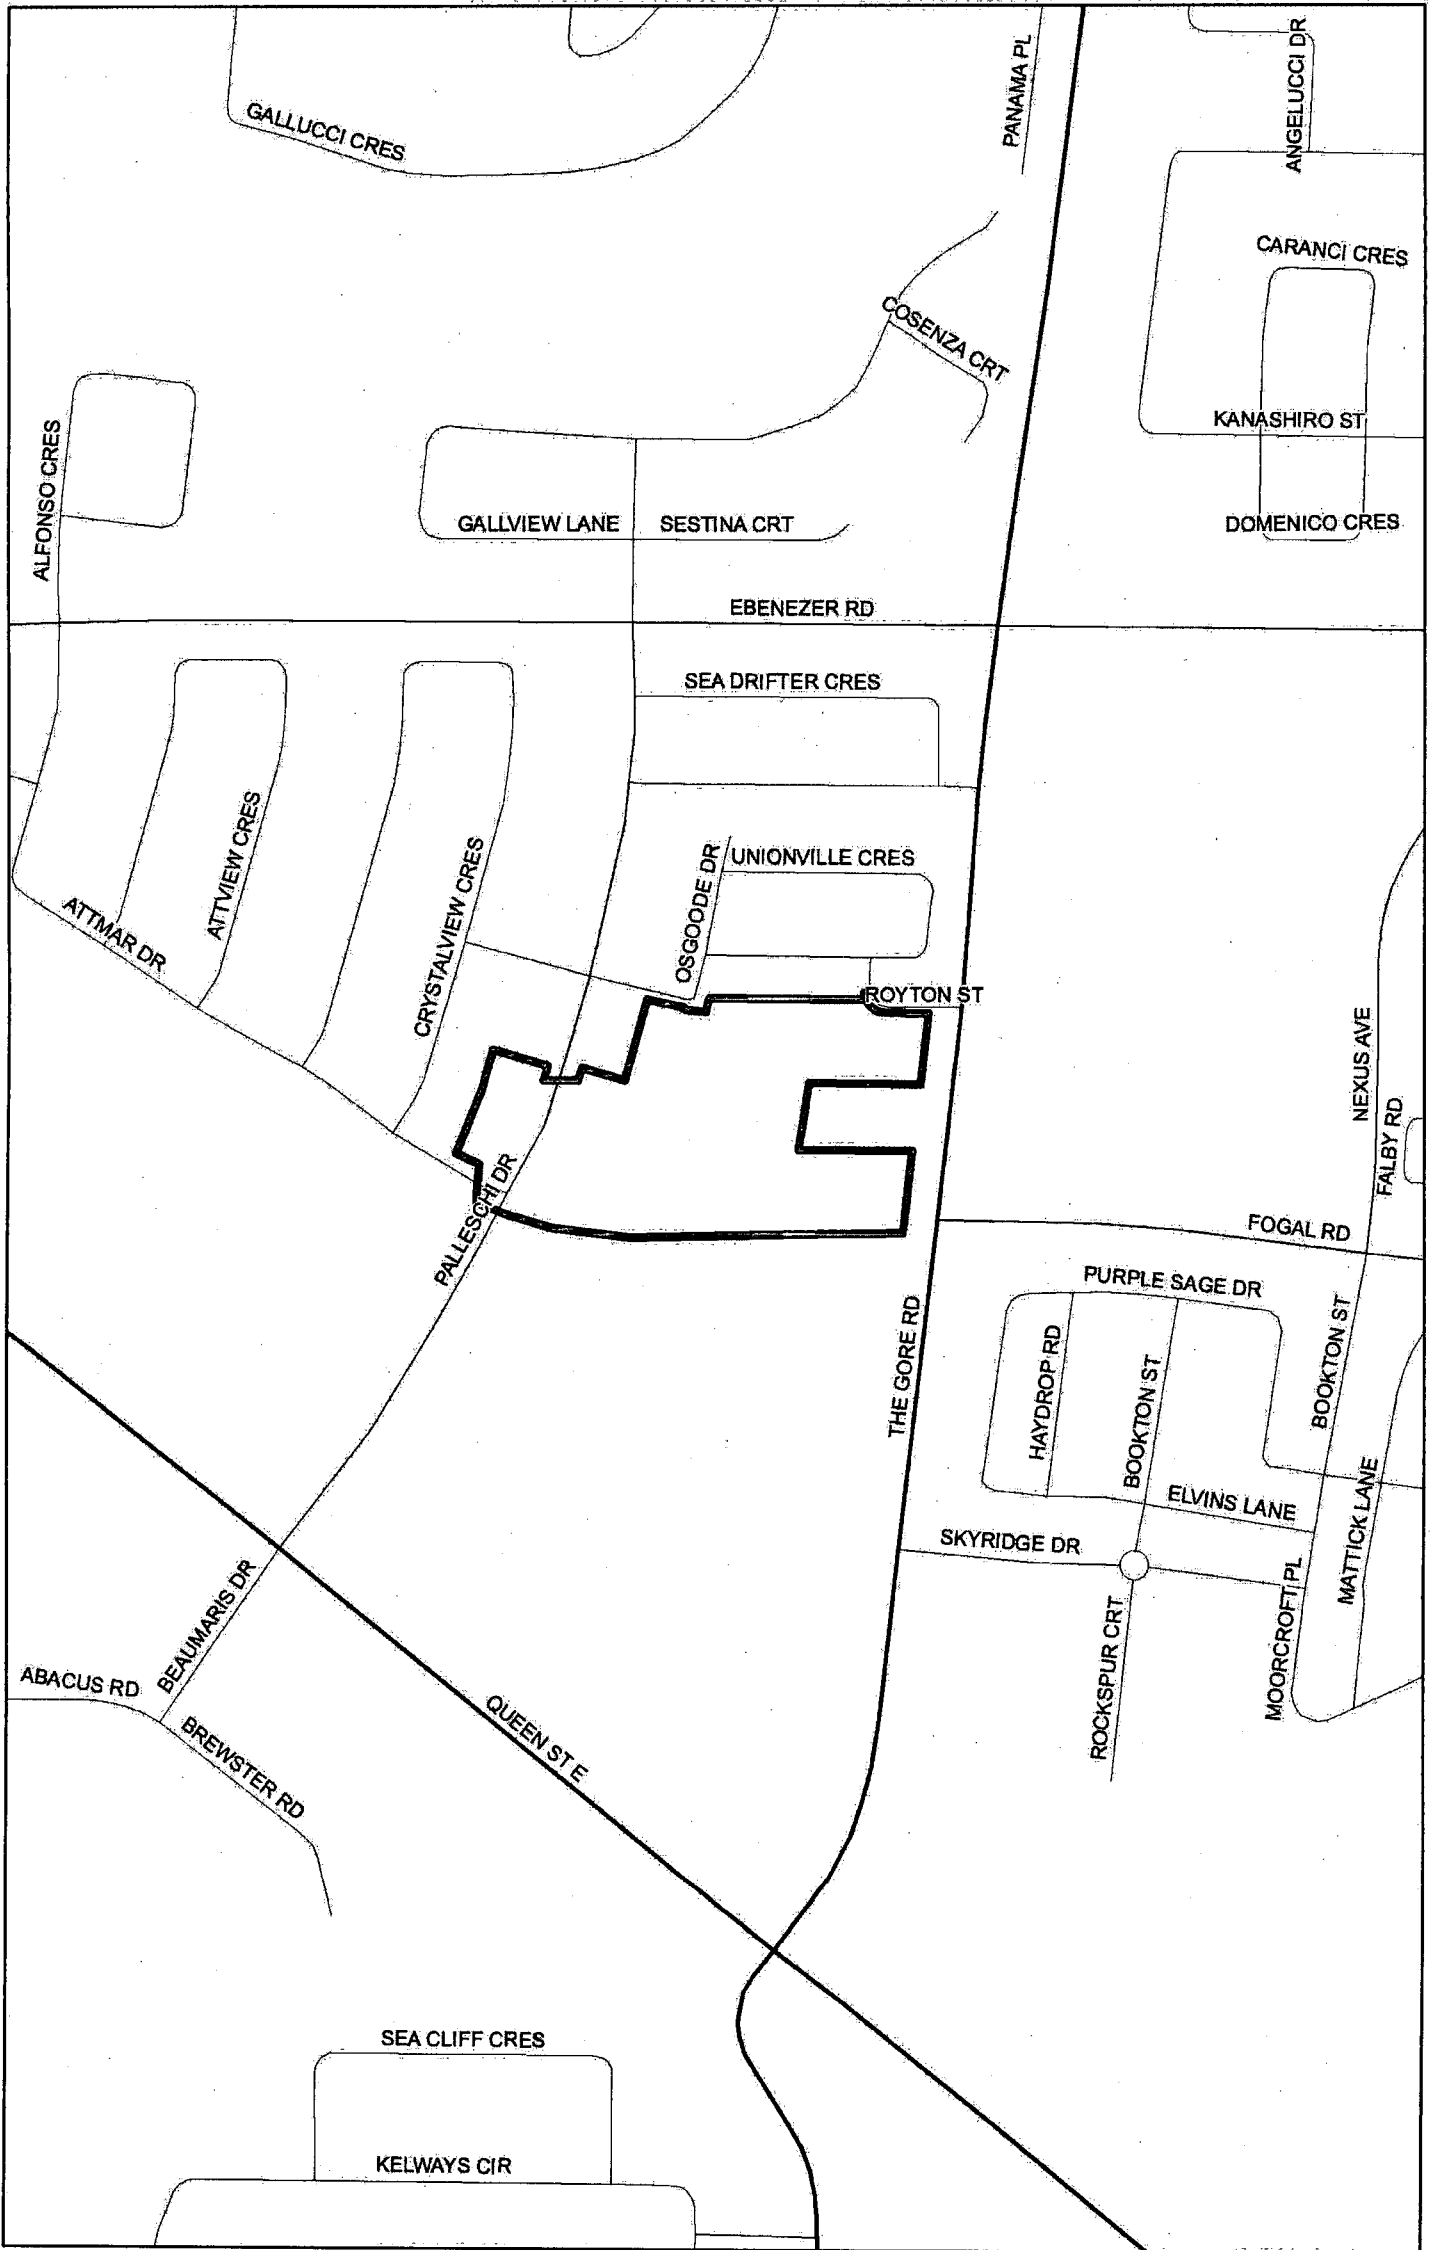 PANAMA PL
ANGELUCCI DR
GALLUCCI CRES
CARANCI CRES
COSENZA CRT
KANASHIRO ST
ALFONSO CRES
GALLVIEW LANE
SESTINA CRT
DOMENICO CRES
EBENEZER RD
SEA DRIFTER CRES
ATTVIEW CRES
CRYSTALVIEW CRES
OSGOODE DR
UNIONVILLE CRES
ATTMAR DR
ROYTON ST
NEXUS AVE
FALBY RD
PALLESCHI DR
FOGAL RD
PURPLE SAGE DR
THE GORE RD
HAYDROP RD
BOOKTON ST
BOOKTON ST
MATTICK LANE
ELVINS LANE
SKYRIDGE DR
BEAUMARIS DR
ROCKSPUR CRT
MOORCROFT PL
ABACUS RD
BREWSTER RD
QUEEN ST E
SEA CLIFF CRES
KELWAYS CIR